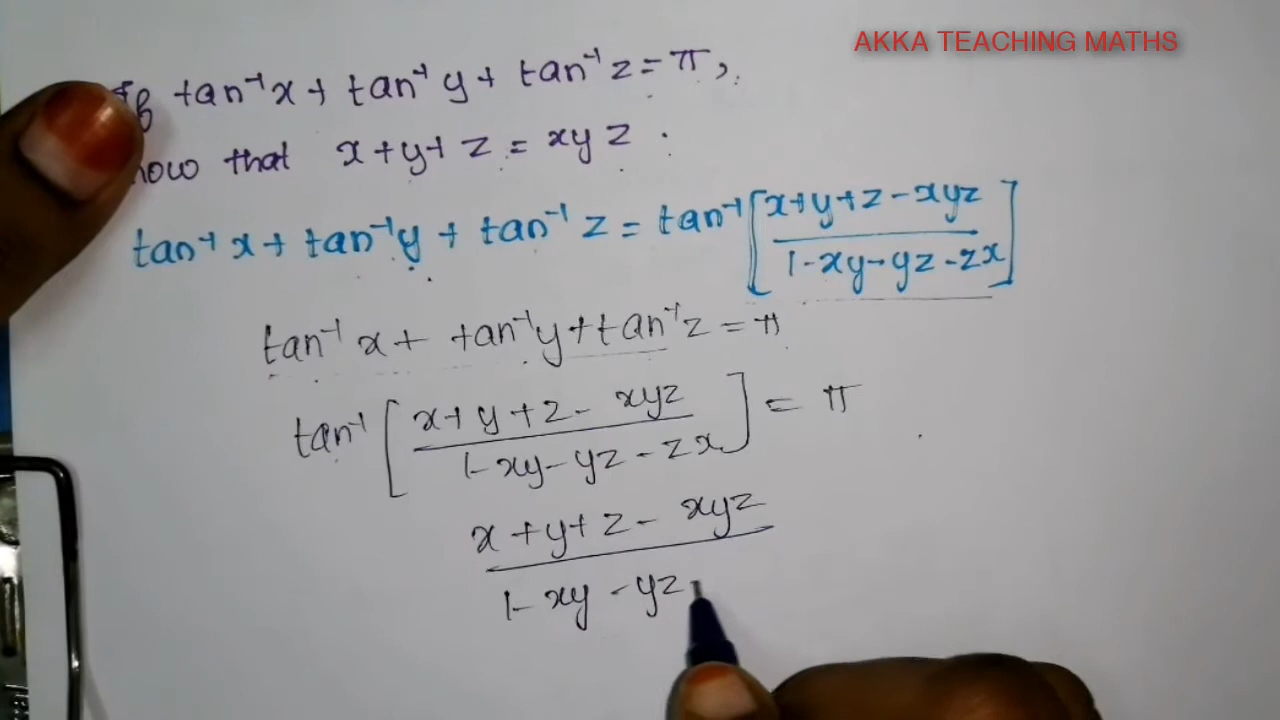 AKKA TEACHING MATHS
If tan⁻¹x + tan⁻¹y + tan⁻¹z = π,
how that x+y+z = xyz.
tan⁻¹x + tan⁻¹y + tan⁻¹z = tan⁻¹[(x+y+z-xyz)/(1-xy-yz-zx)]
tan⁻¹x + tan⁻¹y + tan⁻¹z = π
tan⁻¹[(x+y+z-xyz)/(1-xy-yz-zx)] = π
x+y+z-xyz
1-xy-yz